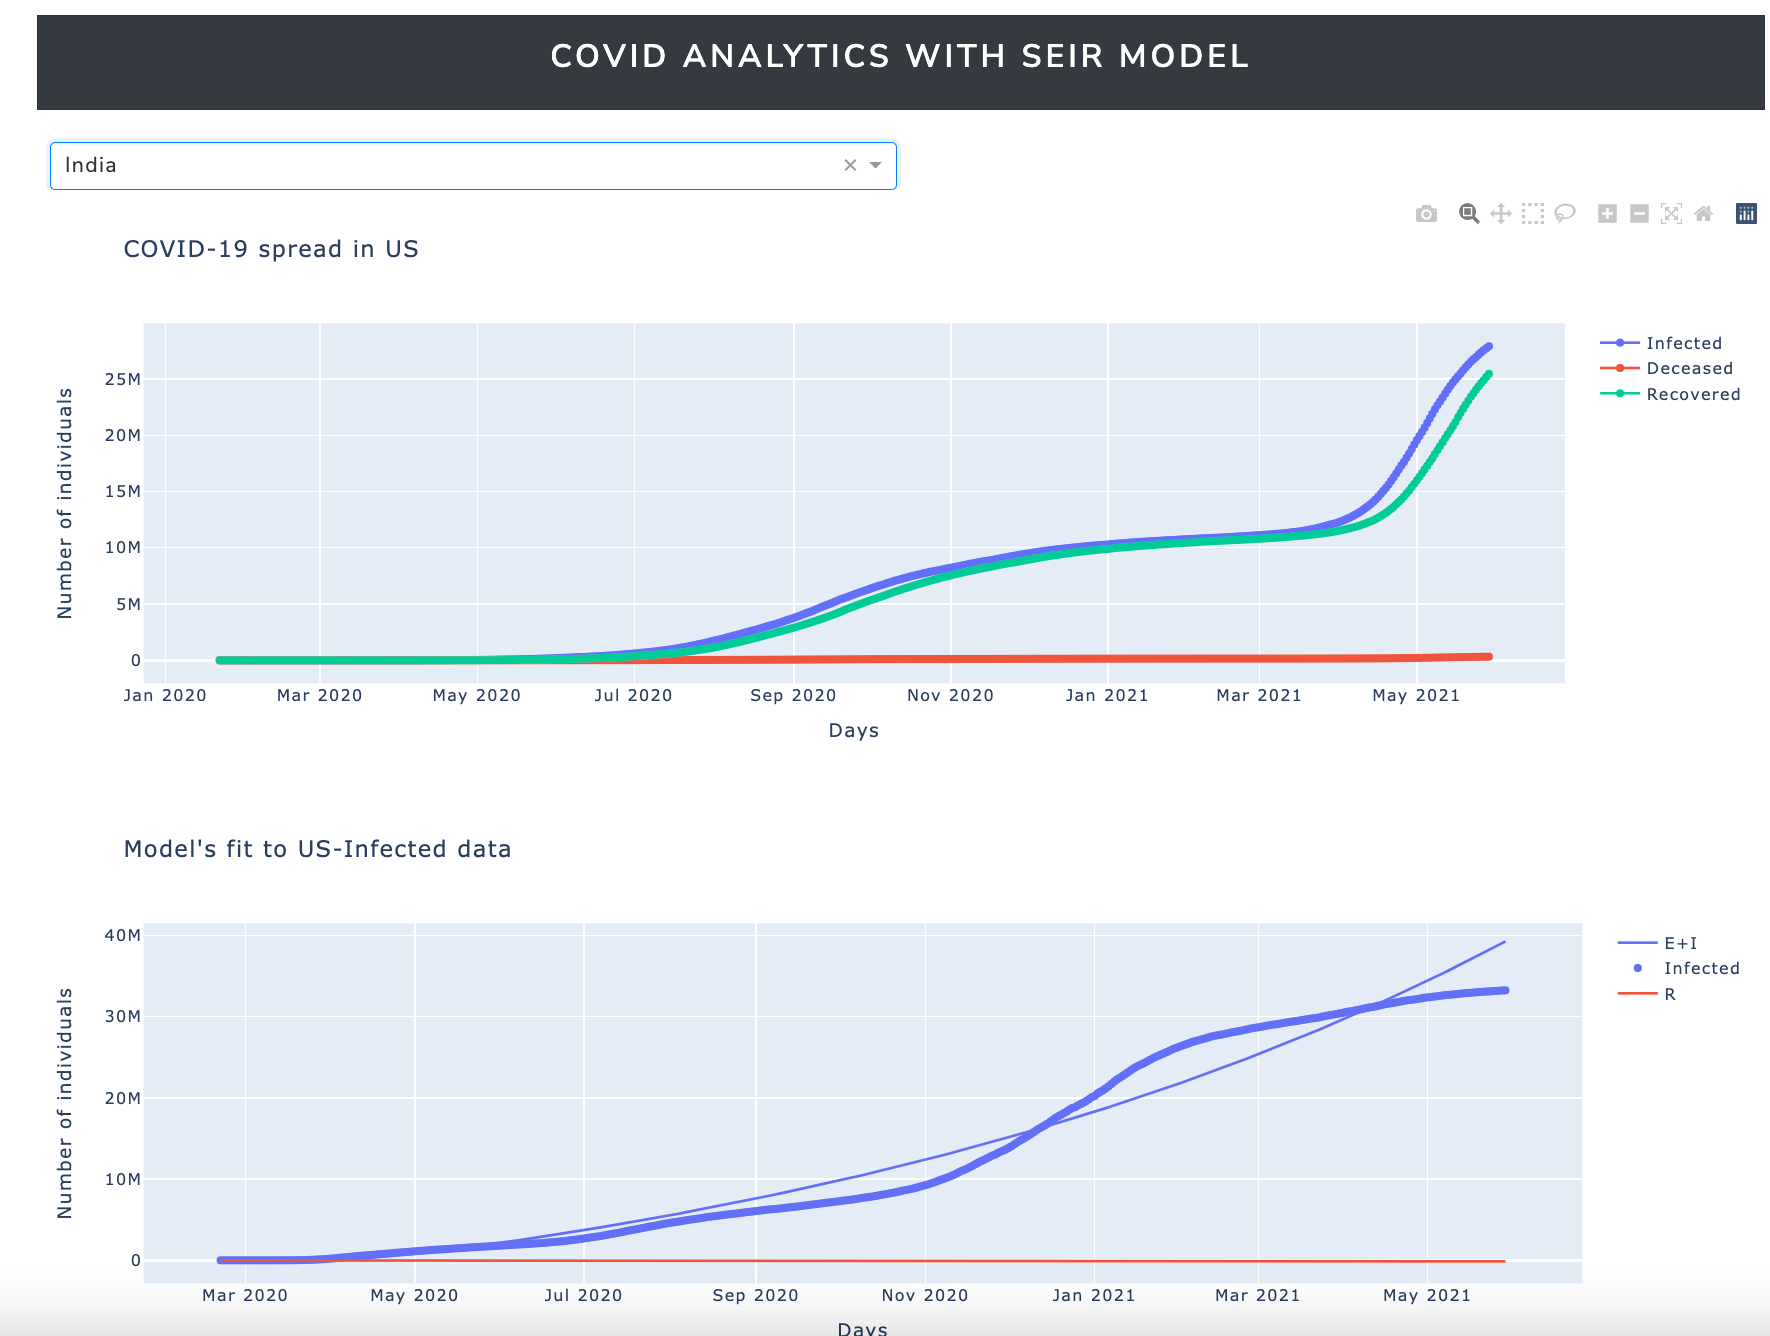 COVID ANALYTICS WITH SEIR MODEL
India
COVID-19 spread in US
Number of individuals
25M
20M
15M
10M
5M
0
Jan 2020 Mar 2020 May 2020 Jul 2020 Sep 2020 Nov 2020 Jan 2021 Mar 2021 May 2021
Days
Infected
Deceased
Recovered
Model's fit to US-Infected data
Number of individuals
40M
30M
20M
10M
0
Mar 2020 May 2020 Jul 2020 Sep 2020 Nov 2020 Jan 2021 Mar 2021 May 2021
Days
E+I
Infected
R